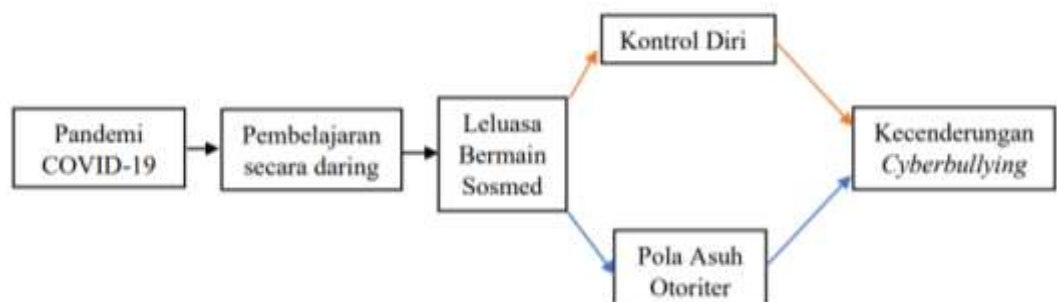 Kontrol Diri
Pandemi
COVID-19
Pembelajaran
secara daring
Leluasa
Bermain
Sosmed
Kecenderungan
Cyberbullying
Pola Asuh
Otoriter